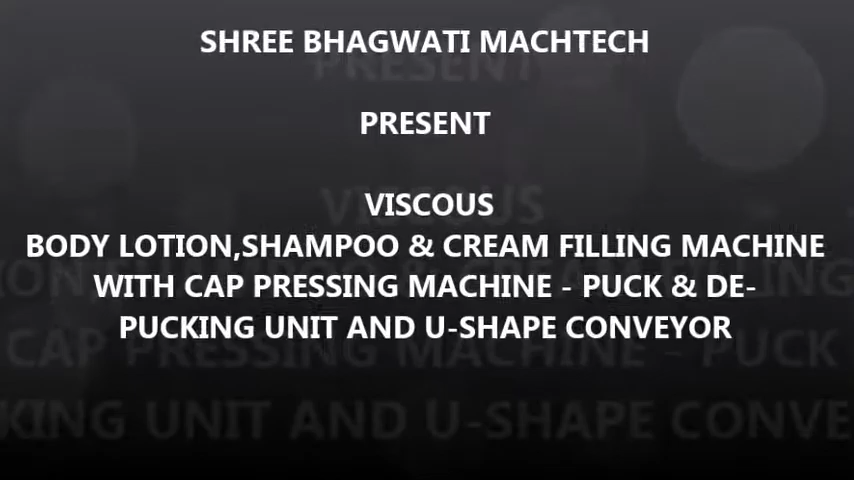 SHREE BHAGWATI MACHTECH
PRESENT
VISCOUS
BODY LOTION,SHAMPOO & CREAM FILLING MACHINE
WITH CAP PRESSING MACHINE - PUCK & DE-
PUCKING UNIT AND U-SHAPE CONVEYOR